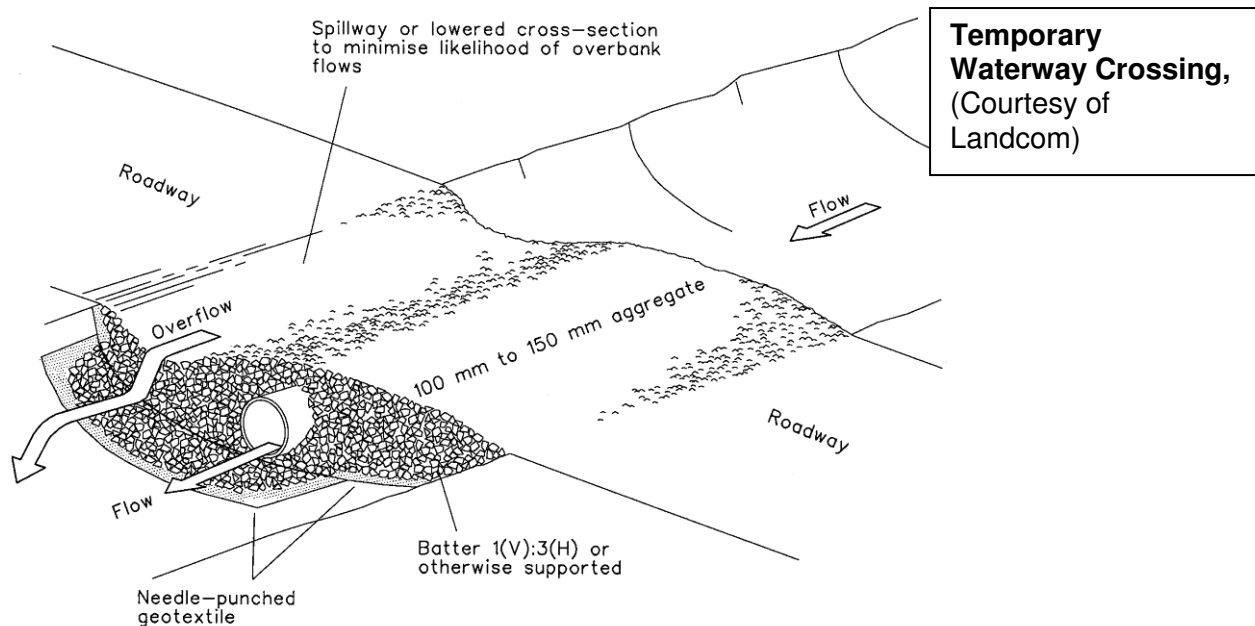 Spillway or lowered cross-section
to minimise likelihood of overbank
flows
Temporary
Waterway Crossing,
(Courtesy of
Landcom)
Roadway
Flow
Overflow
100 mm to 150 mm aggregate
Roadway
Flow
Batter 1(V):3(H) or
otherwise supported
Needle-punched
geotextile